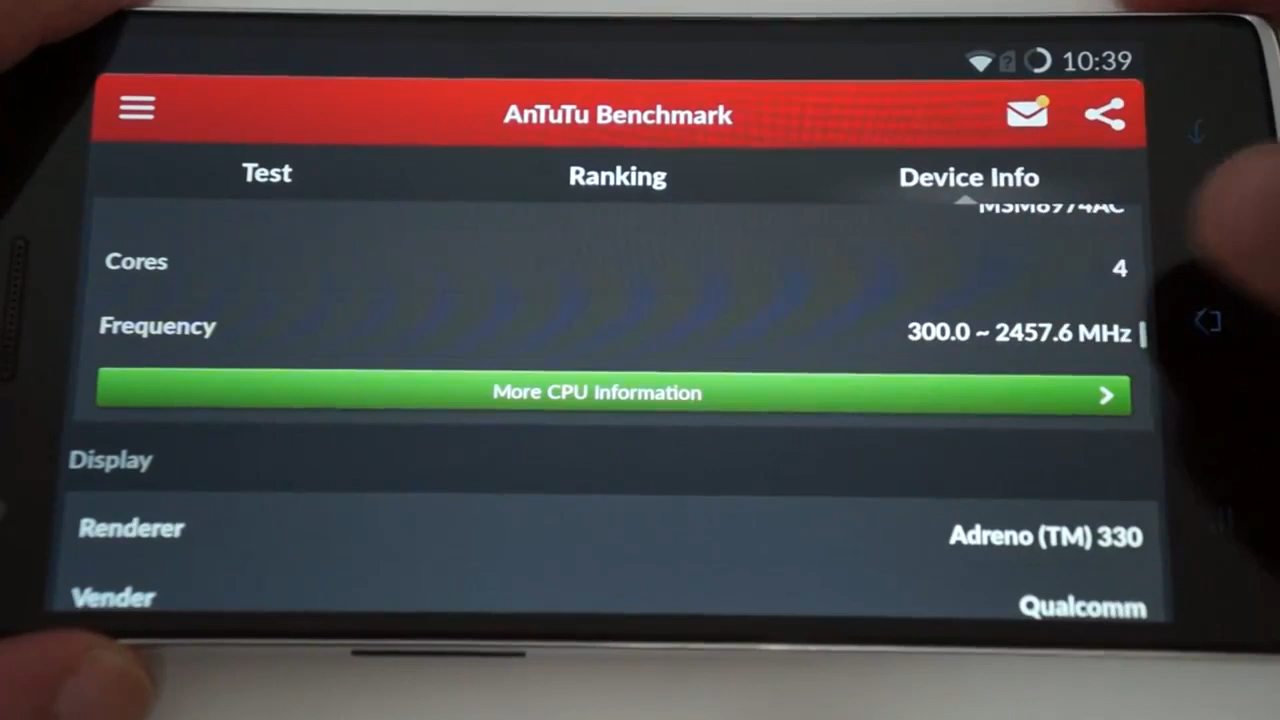 10:39
AnTuTu Benchmark
Test Ranking Device Info
MSM8974AC
Cores 4
Frequency 300.0 ~ 2457.6 MHz
More CPU Information
Display
Renderer Adreno (TM) 330
Vender Qualcomm